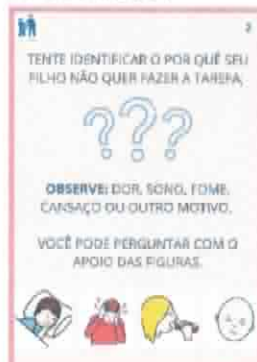 2
TENTE IDENTIFICAR O POR QUÊ SEU
FILHO NÃO QUER FAZER A TAREFA,
???
OBSERVE: DOR, SONO, FOME,
CANSAÇO OU OUTRO MOTIVO.
VOCÊ PODE PERGUNTAR COM O
APOIO DAS FIGURAS.